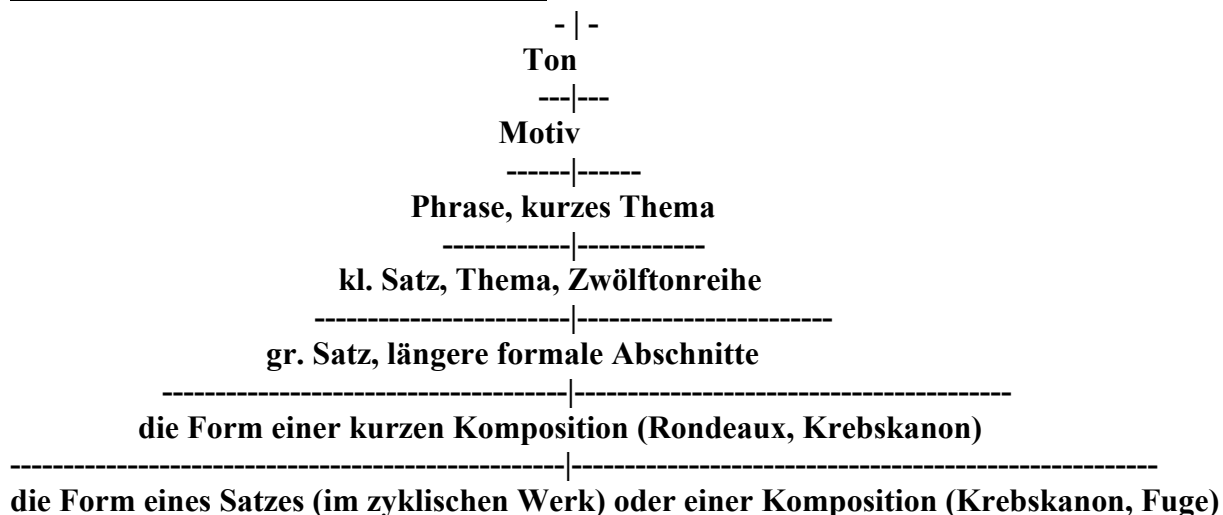 - | -
Ton
---|---
Motiv
------|------
Phrase, kurzes Thema
------------|------------
kl. Satz, Thema, Zwölftonreihe
------------------------|------------------------
gr. Satz, längere formale Abschnitte
--------------------------------------|-----------------------------------------
die Form einer kurzen Komposition (Rondeaux, Krebskanon)
----------------------------------------------------|-------------------------------------------------------
die Form eines Satzes (im zyklischen Werk) oder einer Komposition (Krebskanon, Fuge)